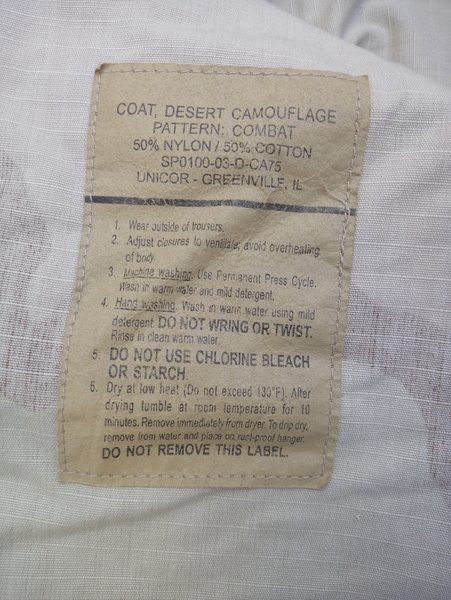 COAT, DESERT CAMOUFLAGE
PATTERN: COMBAT
50% NYLON / 50% COTTON
SP0100-03-D-CA75
UNICOR - GREENVILLE, IL
1. Wear outside of trousers.
2. Adjust closures to ventilate; avoid overheating
of body.
3. Machine washing. Use Permanent Press Cycle.
Wash in warm water and mild detergent.
4. Hand washing. Wash in warm water using mild
detergent. DO NOT WRING OR TWIST.
Rinse in clean warm water.
5. DO NOT USE CHLORINE BLEACH
OR STARCH.
6. Dry at low heat (Do not exceed 130°F). After
drying tumble at room temperature for 10
minutes. Remove immediately from dryer. To drip dry,
remove from water and place on rust-proof hanger.
DO NOT REMOVE THIS LABEL.